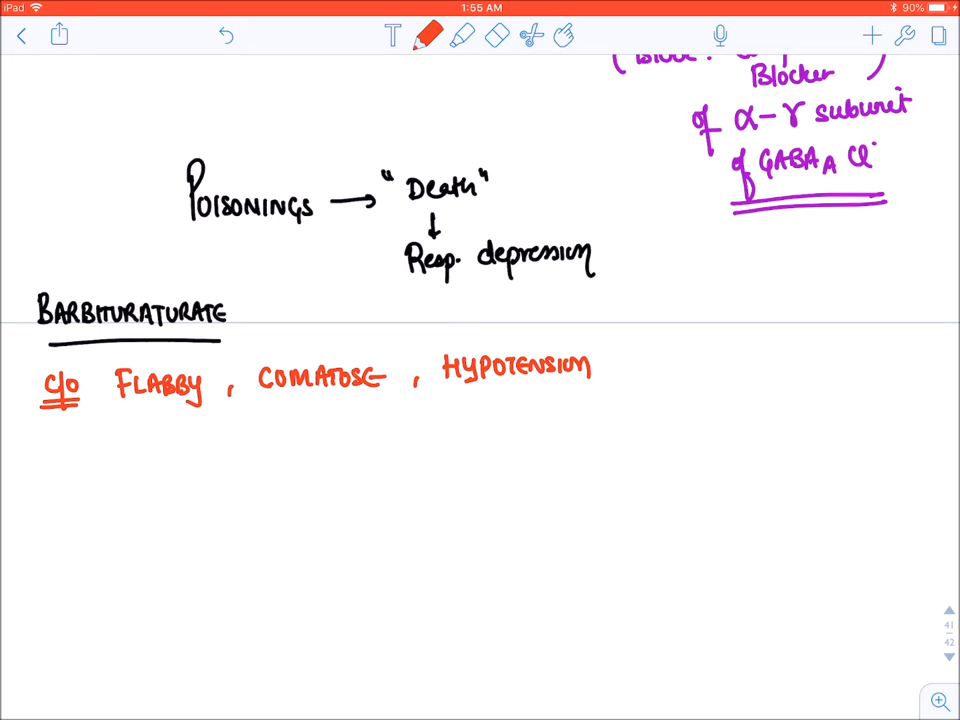 iPad 1:55 AM 90%
T
Blocker
of α-γ subunit
of GABA A Cl-
POISONINGS → "Death"
↓
Resp. depression
BARBITURATURATE
c/o FLABBY, COMATOSE, HYPOTENSION
41
42